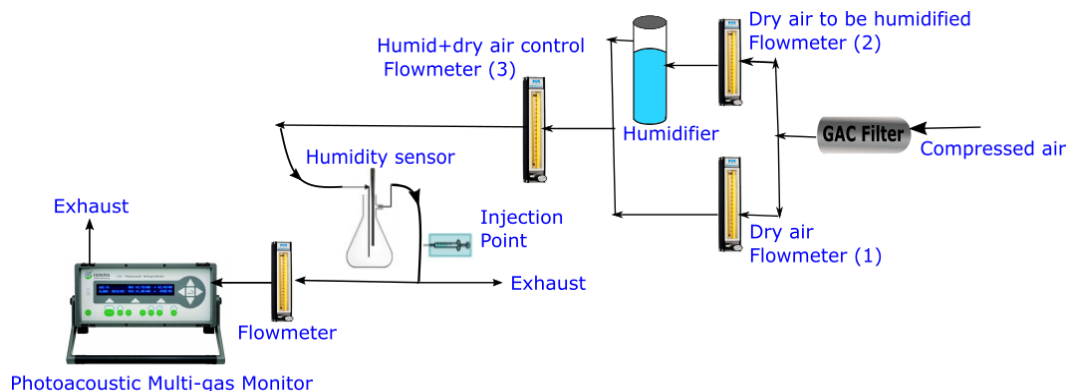 Dry air to be humidified
Flowmeter (2)
Humid+dry air control
Flowmeter (3)
GAC Filter
Humidifier
Compressed air
Humidity sensor
Exhaust
Injection
Point
Dry air
Flowmeter (1)
Exhaust
Flowmeter
Photoacoustic Multi-gas Monitor